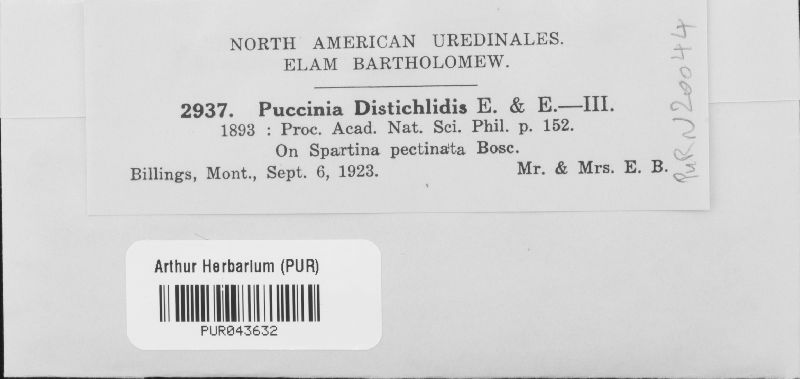 NORTH AMERICAN UREDINALES.
ELAM BARTHOLOMEW.
2937. Puccinia Distichlidis E. & E.—III.
1893 : Proc. Acad. Nat. Sci. Phil. p. 152.
On Spartina pectinata Bosc.
Billings, Mont., Sept. 6, 1923. Mr. & Mrs. E. B.
PUR N20044
Arthur Herbarium (PUR)
PUR043632